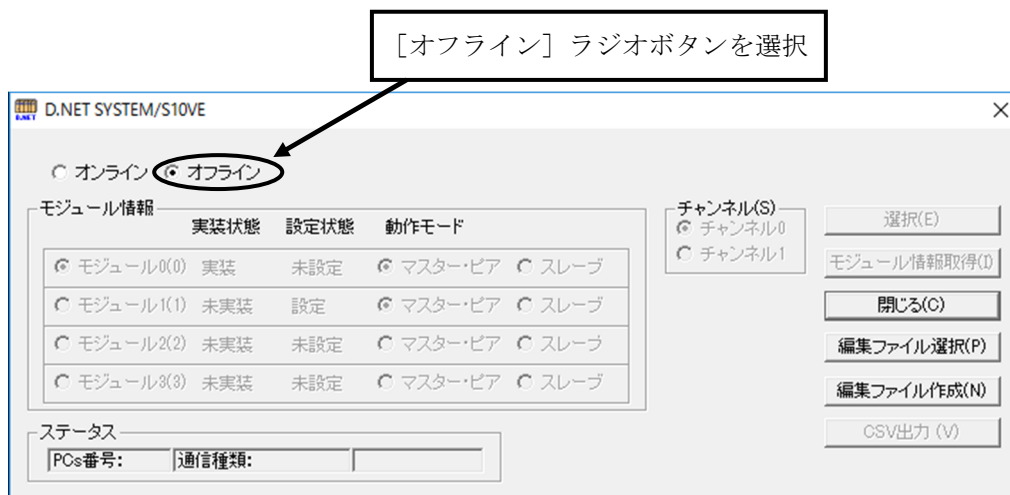 ［オフライン］ラジオボタンを選択
D.NET SYSTEM/S10VE
D.NET
オンライン オフライン
モジュール情報
実装状態 設定状態 動作モード
モジュール0(0) 実装 未設定 マスター・ピア スレーブ
モジュール1(1) 未実装 設定 マスター・ピア スレーブ
モジュール2(2) 未実装 未設定 マスター・ピア スレーブ
モジュール3(3) 未実装 未設定 マスター・ピア スレーブ
チャンネル(S)
チャンネル0
チャンネル1
選択(E)
モジュール情報取得(I)
閉じる(C)
編集ファイル選択(P)
編集ファイル作成(N)
CSV出力 (V)
ステータス
PCs番号: 通信種類: